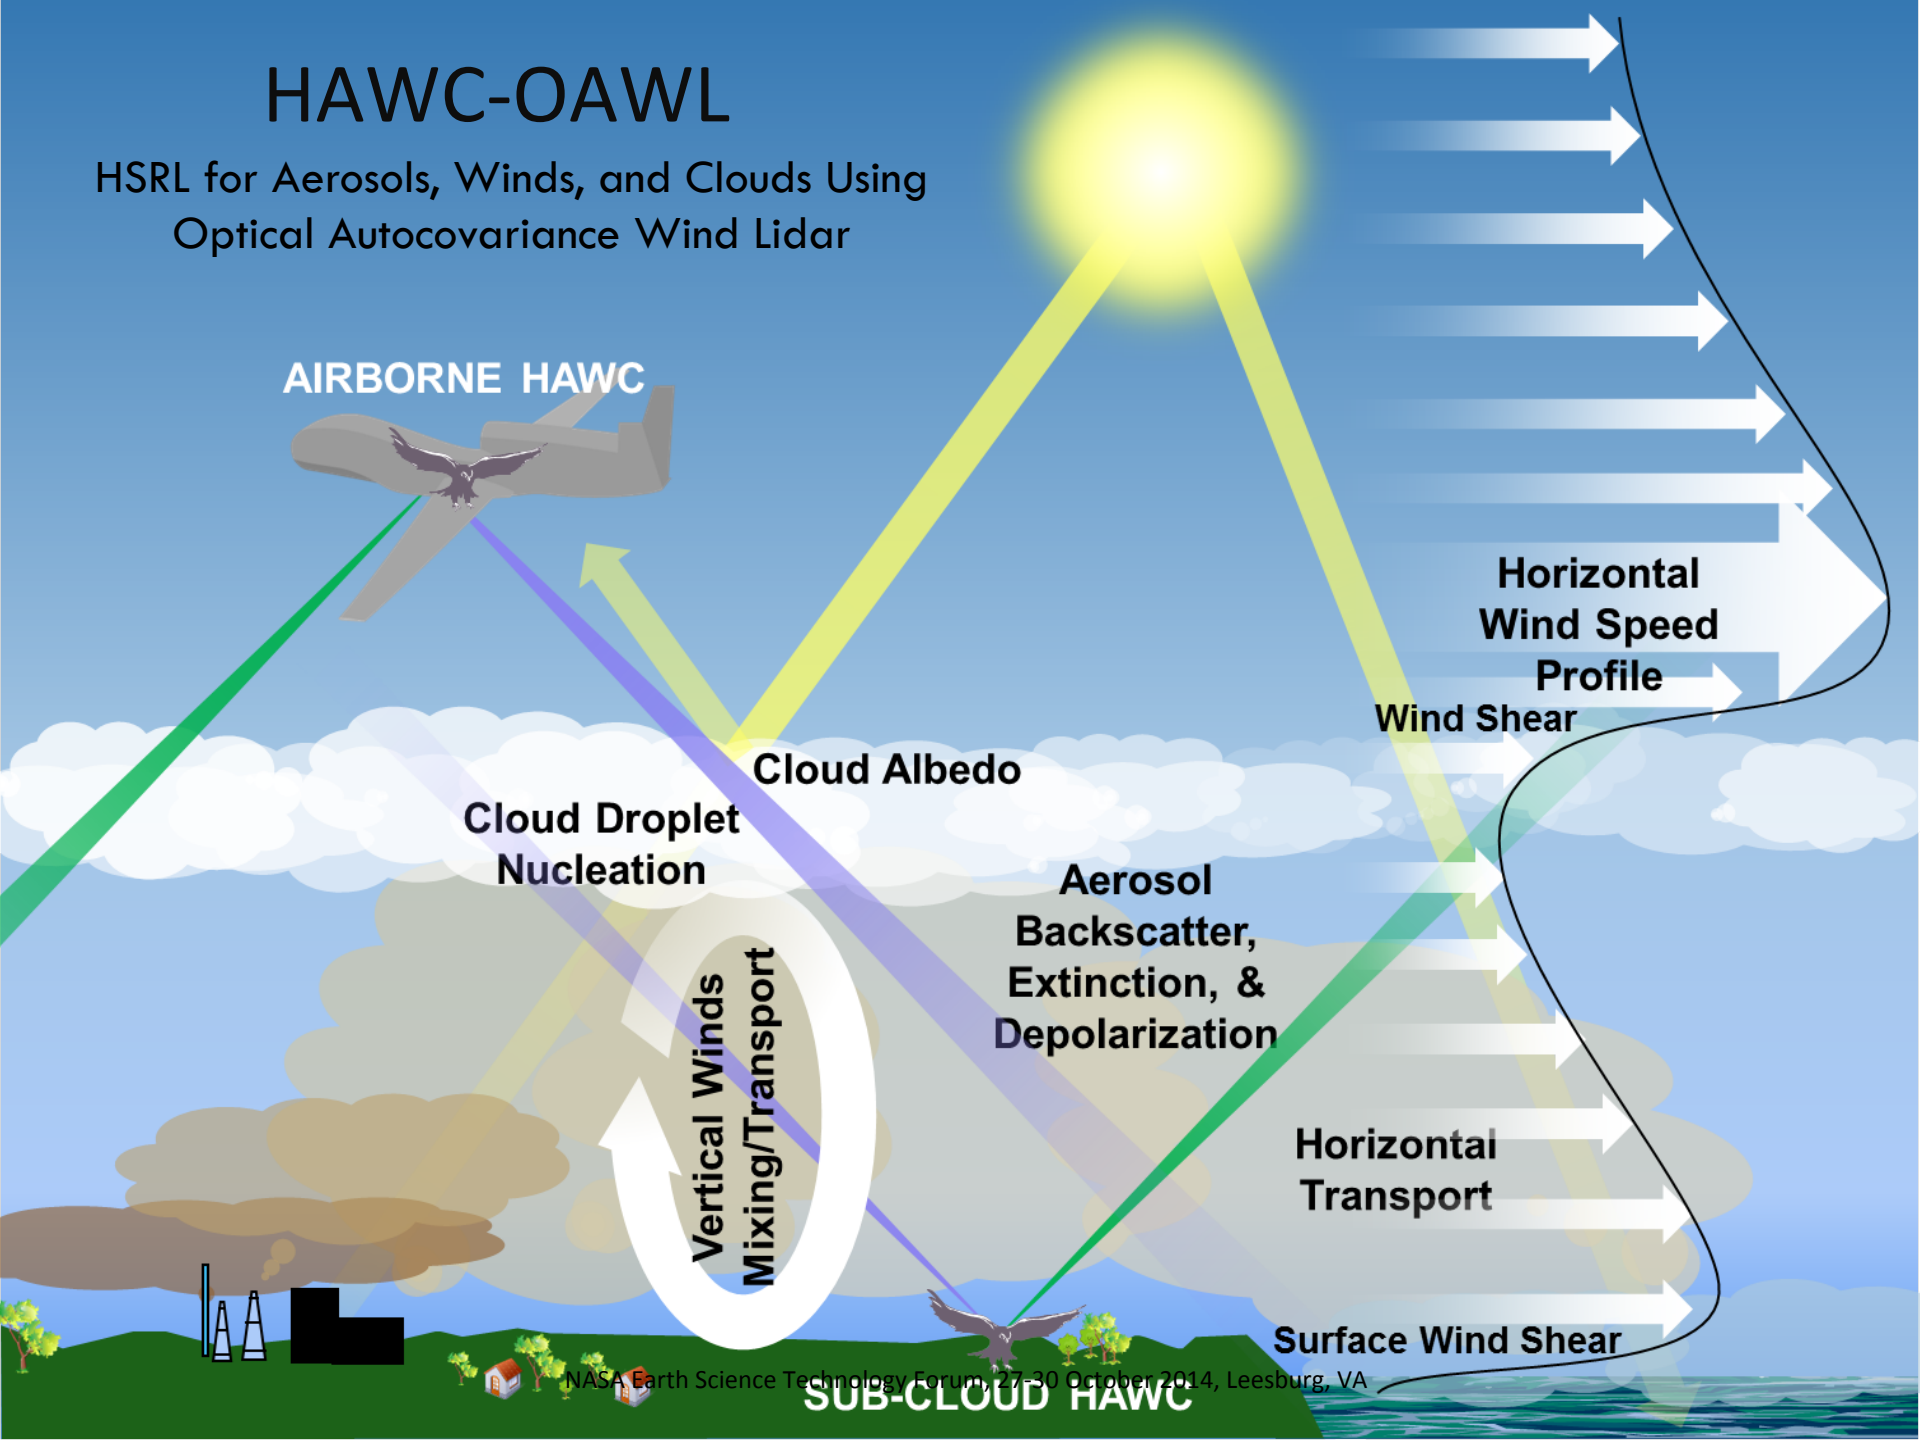 HAWC-OAWL
HSRL for Aerosols, Winds, and Clouds Using
Optical Autocovariance Wind Lidar
AIRBORNE HAWC
Horizontal
Wind Speed
Profile
Wind Shear
Cloud Albedo
Cloud Droplet
Nucleation
Aerosol
Backscatter,
Extinction, &
Depolarization
Vertical Winds
Mixing/Transport
Horizontal
Transport
Surface Wind Shear
NASA Earth Science Technology Forum, 27-30 October 2014, Leesburg, VA
SUB-CLOUD HAWC